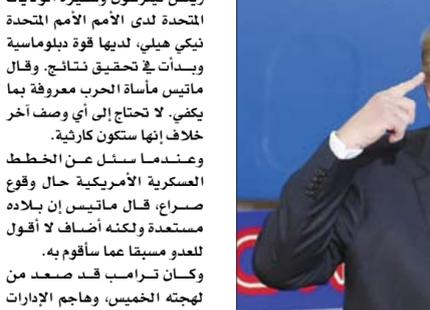 المتحدة لدى الأمم الأمم المتحدة
نيكي هيلي، لديها قوة دبلوماسية
وبدأت في تحقيق نتائج. وقال
ماتيس مأساة الحرب معروفة بما
يكفي. لا تحتاج إلى أي وصف آخر
خلاف إنها ستكون كارثية.
وعندما سئل عن الخطط
العسكرية الأمريكية حال وقوع
صراع، قال ماتيس إن بلاده
مستعدة ولكنه أضاف لا أقول
للعدو مسبقا عما سأقوم به.
وكان ترامب قد صعد من
لهجته الخميس، وهاجم الإدارات